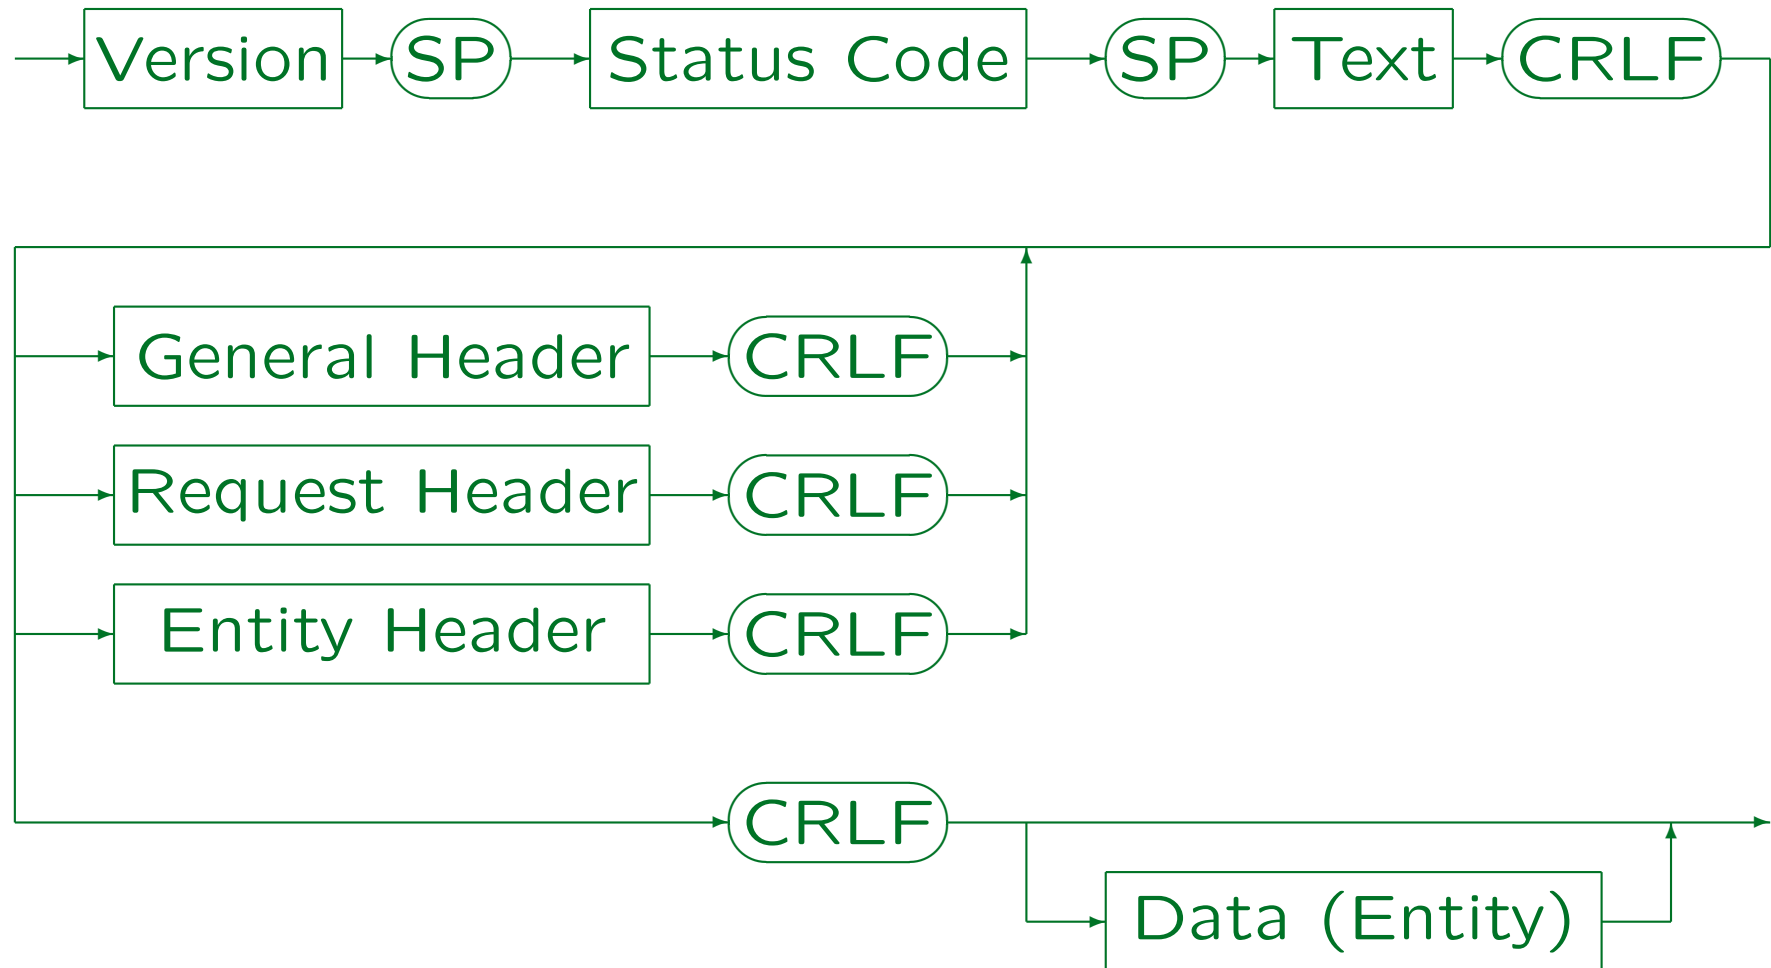 Version SP Status Code SP Text CRLF
General Header CRLF
Request Header CRLF
Entity Header CRLF
CRLF
Data (Entity)